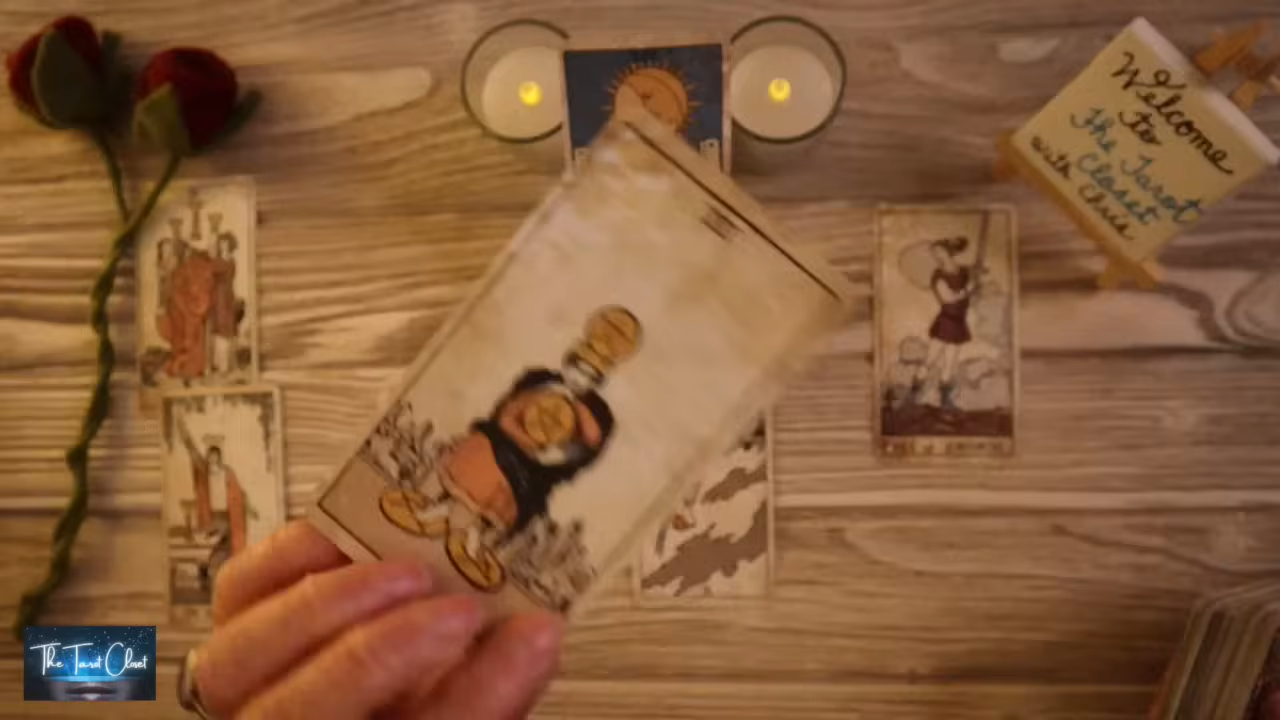 Welcome
to
The Tarot
Closet
with Chris
The Tarot Closet